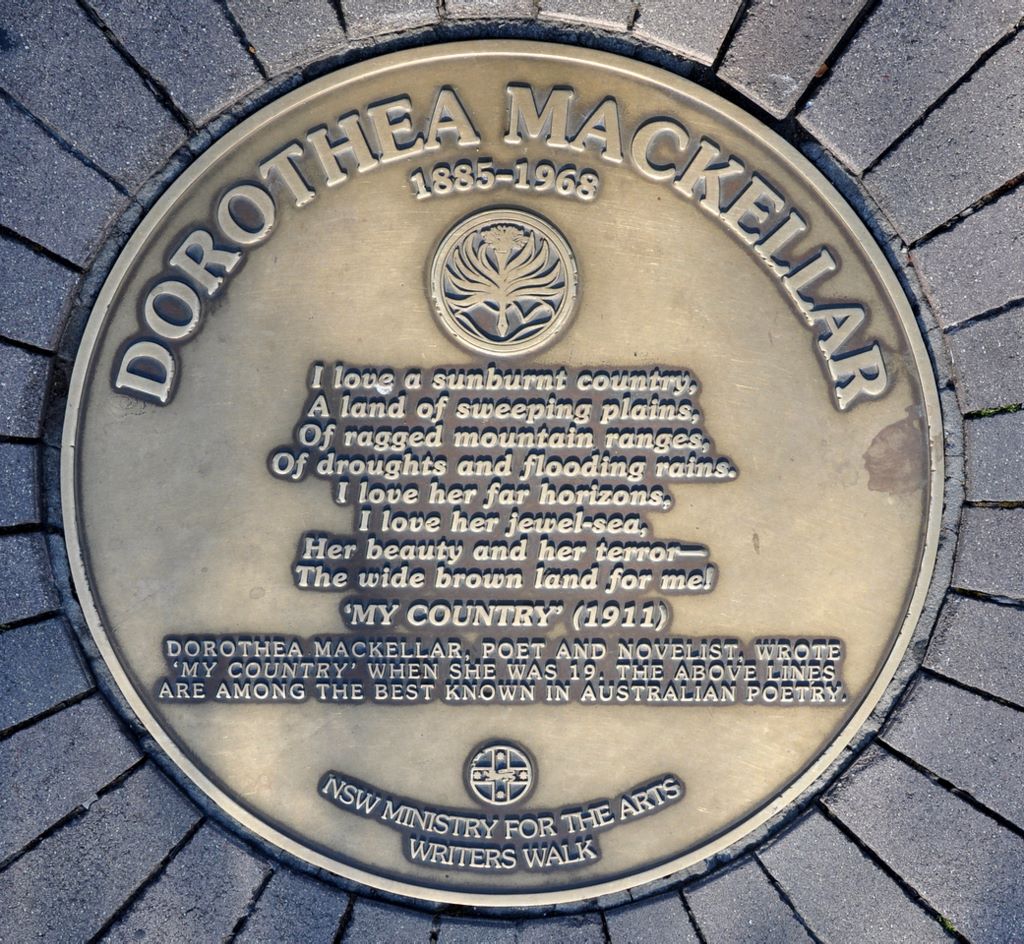 DOROTHEA MACKELLAR
1885-1968
I love a sunburnt country,
A land of sweeping plains,
Of ragged mountain ranges,
Of droughts and flooding rains.
I love her far horizons,
I love her jewel-sea,
Her beauty and her terror—
The wide brown land for me!
‘MY COUNTRY’ (1911)
DOROTHEA MACKELLAR, POET AND NOVELIST, WROTE
‘MY COUNTRY’ WHEN SHE WAS 19. THE ABOVE LINES
ARE AMONG THE BEST KNOWN IN AUSTRALIAN POETRY.
NSW MINISTRY FOR THE ARTS
WRITERS WALK